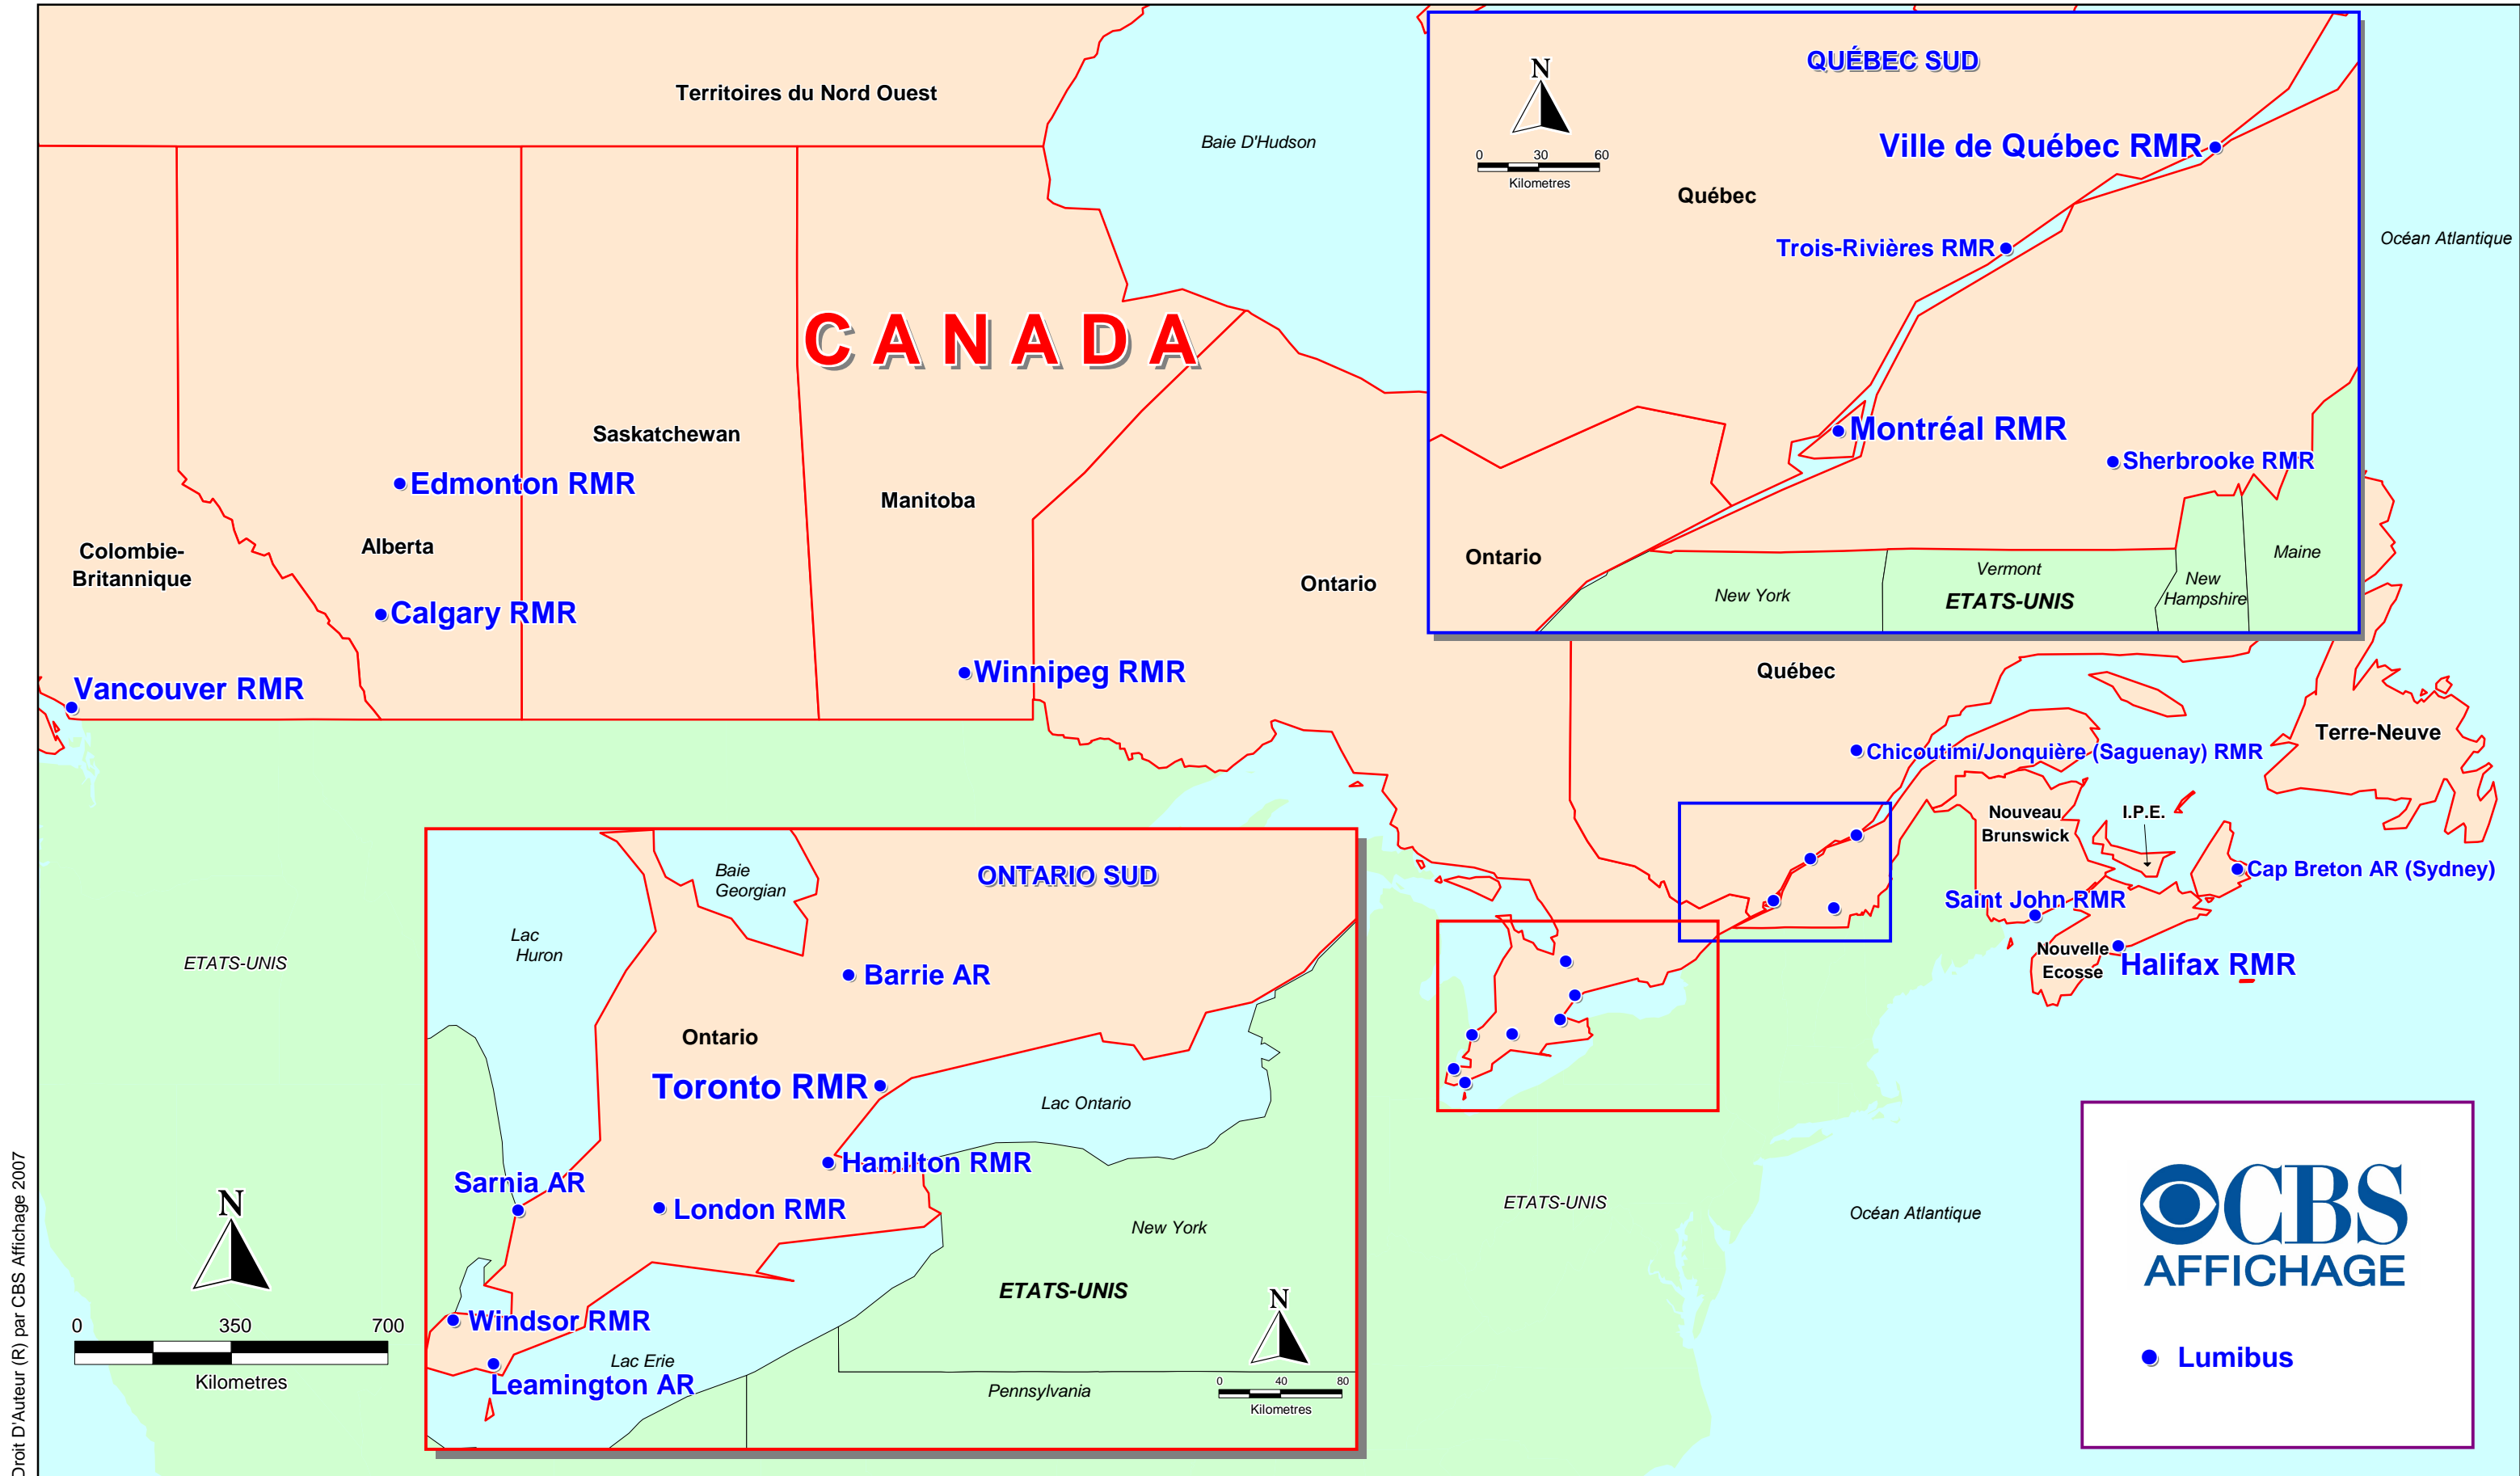 Territoires du Nord Ouest
Baie D'Hudson
CANADA
Saskatchewan
Edmonton RMR
Manitoba
Colombie-
Britannique
Alberta
Ontario
Calgary RMR
Winnipeg RMR
Vancouver RMR
QUÉBEC SUD
N
0 30 60
Kilometres
Ville de Québec RMR
Québec
Trois-Rivières RMR
Montréal RMR
Sherbrooke RMR
Ontario
Maine
Vermont
New
Hampshire
New York
ETATS-UNIS
Océan Atlantique
Québec
Terre-Neuve
Chicoutimi/Jonquière (Saguenay) RMR
Nouveau
Brunswick
I.P.E.
Cap Breton AR (Sydney)
Saint John RMR
Nouvelle
Ecosse
Halifax RMR
ETATS-UNIS
ONTARIO SUD
Baie
Georgian
Lac
Huron
Barrie AR
Ontario
Toronto RMR
Lac Ontario
Hamilton RMR
Sarnia AR
London RMR
New York
ETATS-UNIS
Windsor RMR
Lac Erie
Leamington AR
Pennsylvania
N
0 40 80
Kilometres
N
0 350 700
Kilometres
ETATS-UNIS
Océan Atlantique
CBS
AFFICHAGE
Lumibus
Droit D'Auteur (R) par CBS Affichage 2007